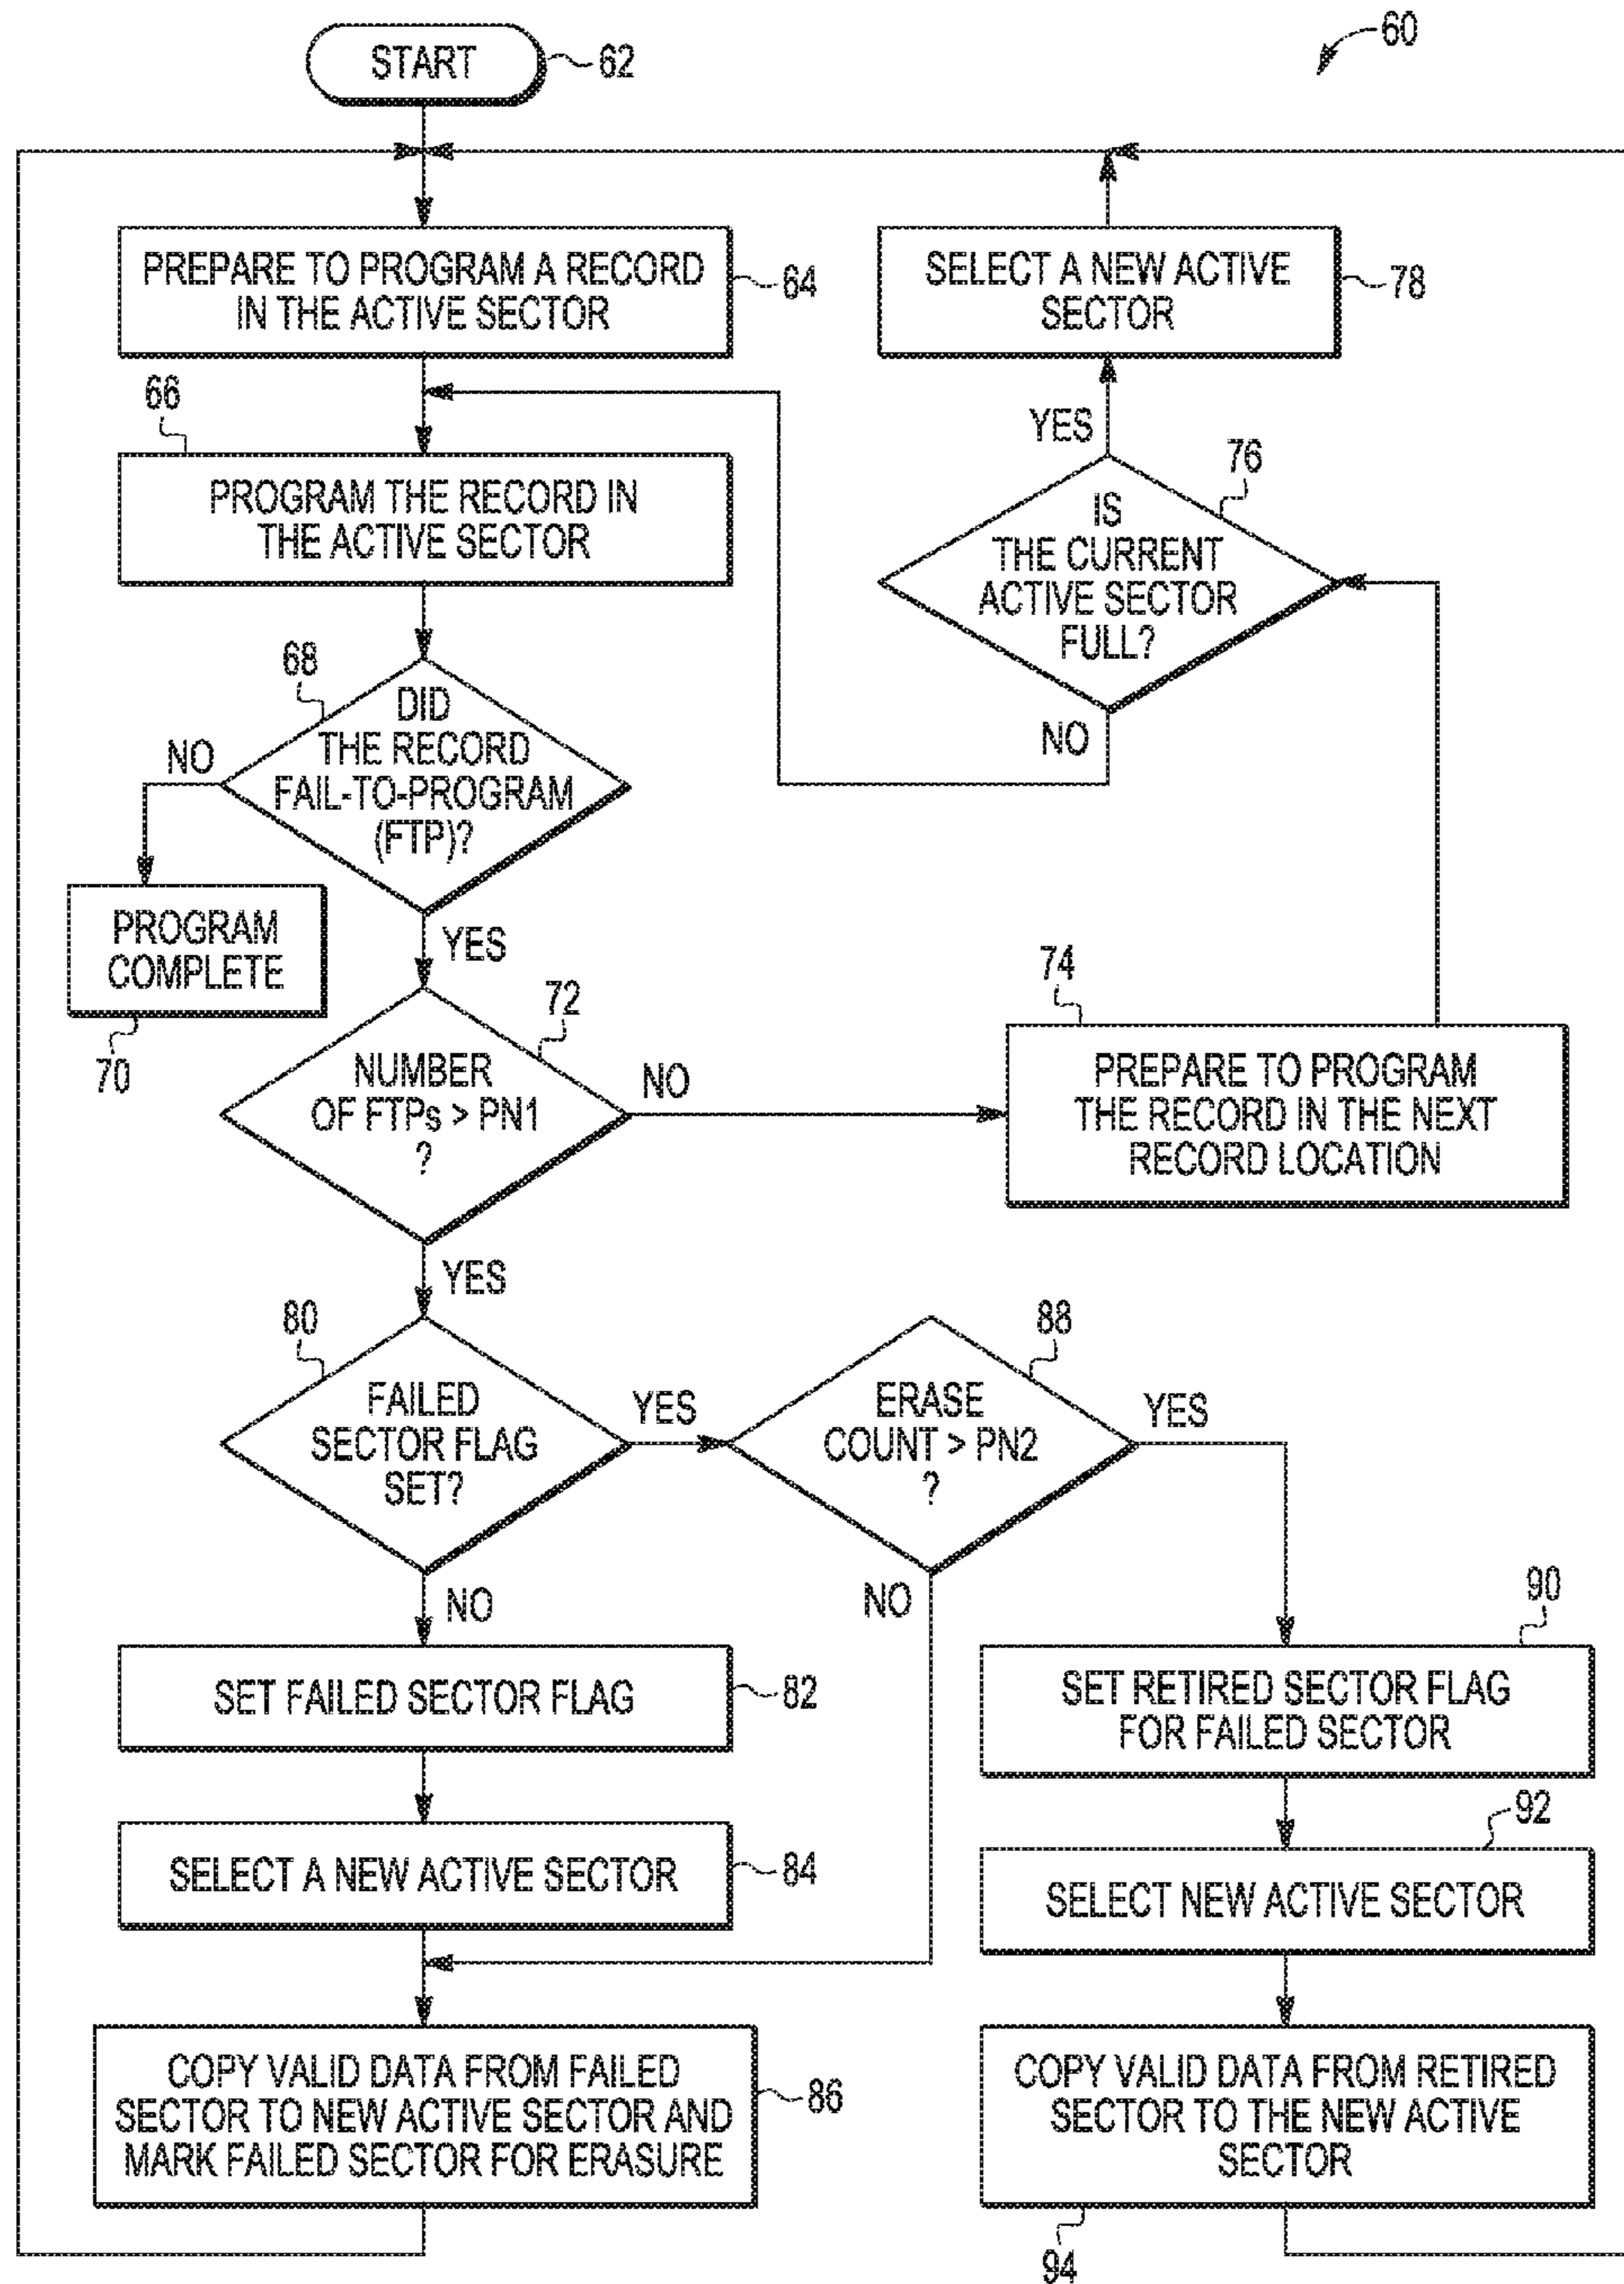 60
START
62
PREPARE TO PROGRAM A RECORD
IN THE ACTIVE SECTOR
64
SELECT A NEW ACTIVE
SECTOR
78
66
PROGRAM THE RECORD IN
THE ACTIVE SECTOR
YES
76
IS
THE CURRENT
ACTIVE SECTOR
FULL?
NO
68
DID
THE RECORD
FAIL-TO-PROGRAM
(FTP)?
NO
PROGRAM
COMPLETE
70
YES
72
NUMBER
OF FTPs > PN1
?
NO
74
PREPARE TO PROGRAM
THE RECORD IN THE NEXT
RECORD LOCATION
YES
80
FAILED
SECTOR FLAG
SET?
YES
88
ERASE
COUNT > PN2
?
YES
NO
NO
90
SET FAILED SECTOR FLAG
82
SET RETIRED SECTOR FLAG
FOR FAILED SECTOR
SELECT A NEW ACTIVE SECTOR
84
92
SELECT NEW ACTIVE SECTOR
COPY VALID DATA FROM FAILED
SECTOR TO NEW ACTIVE SECTOR AND
MARK FAILED SECTOR FOR ERASURE
86
COPY VALID DATA FROM RETIRED
SECTOR TO THE NEW ACTIVE
SECTOR
94